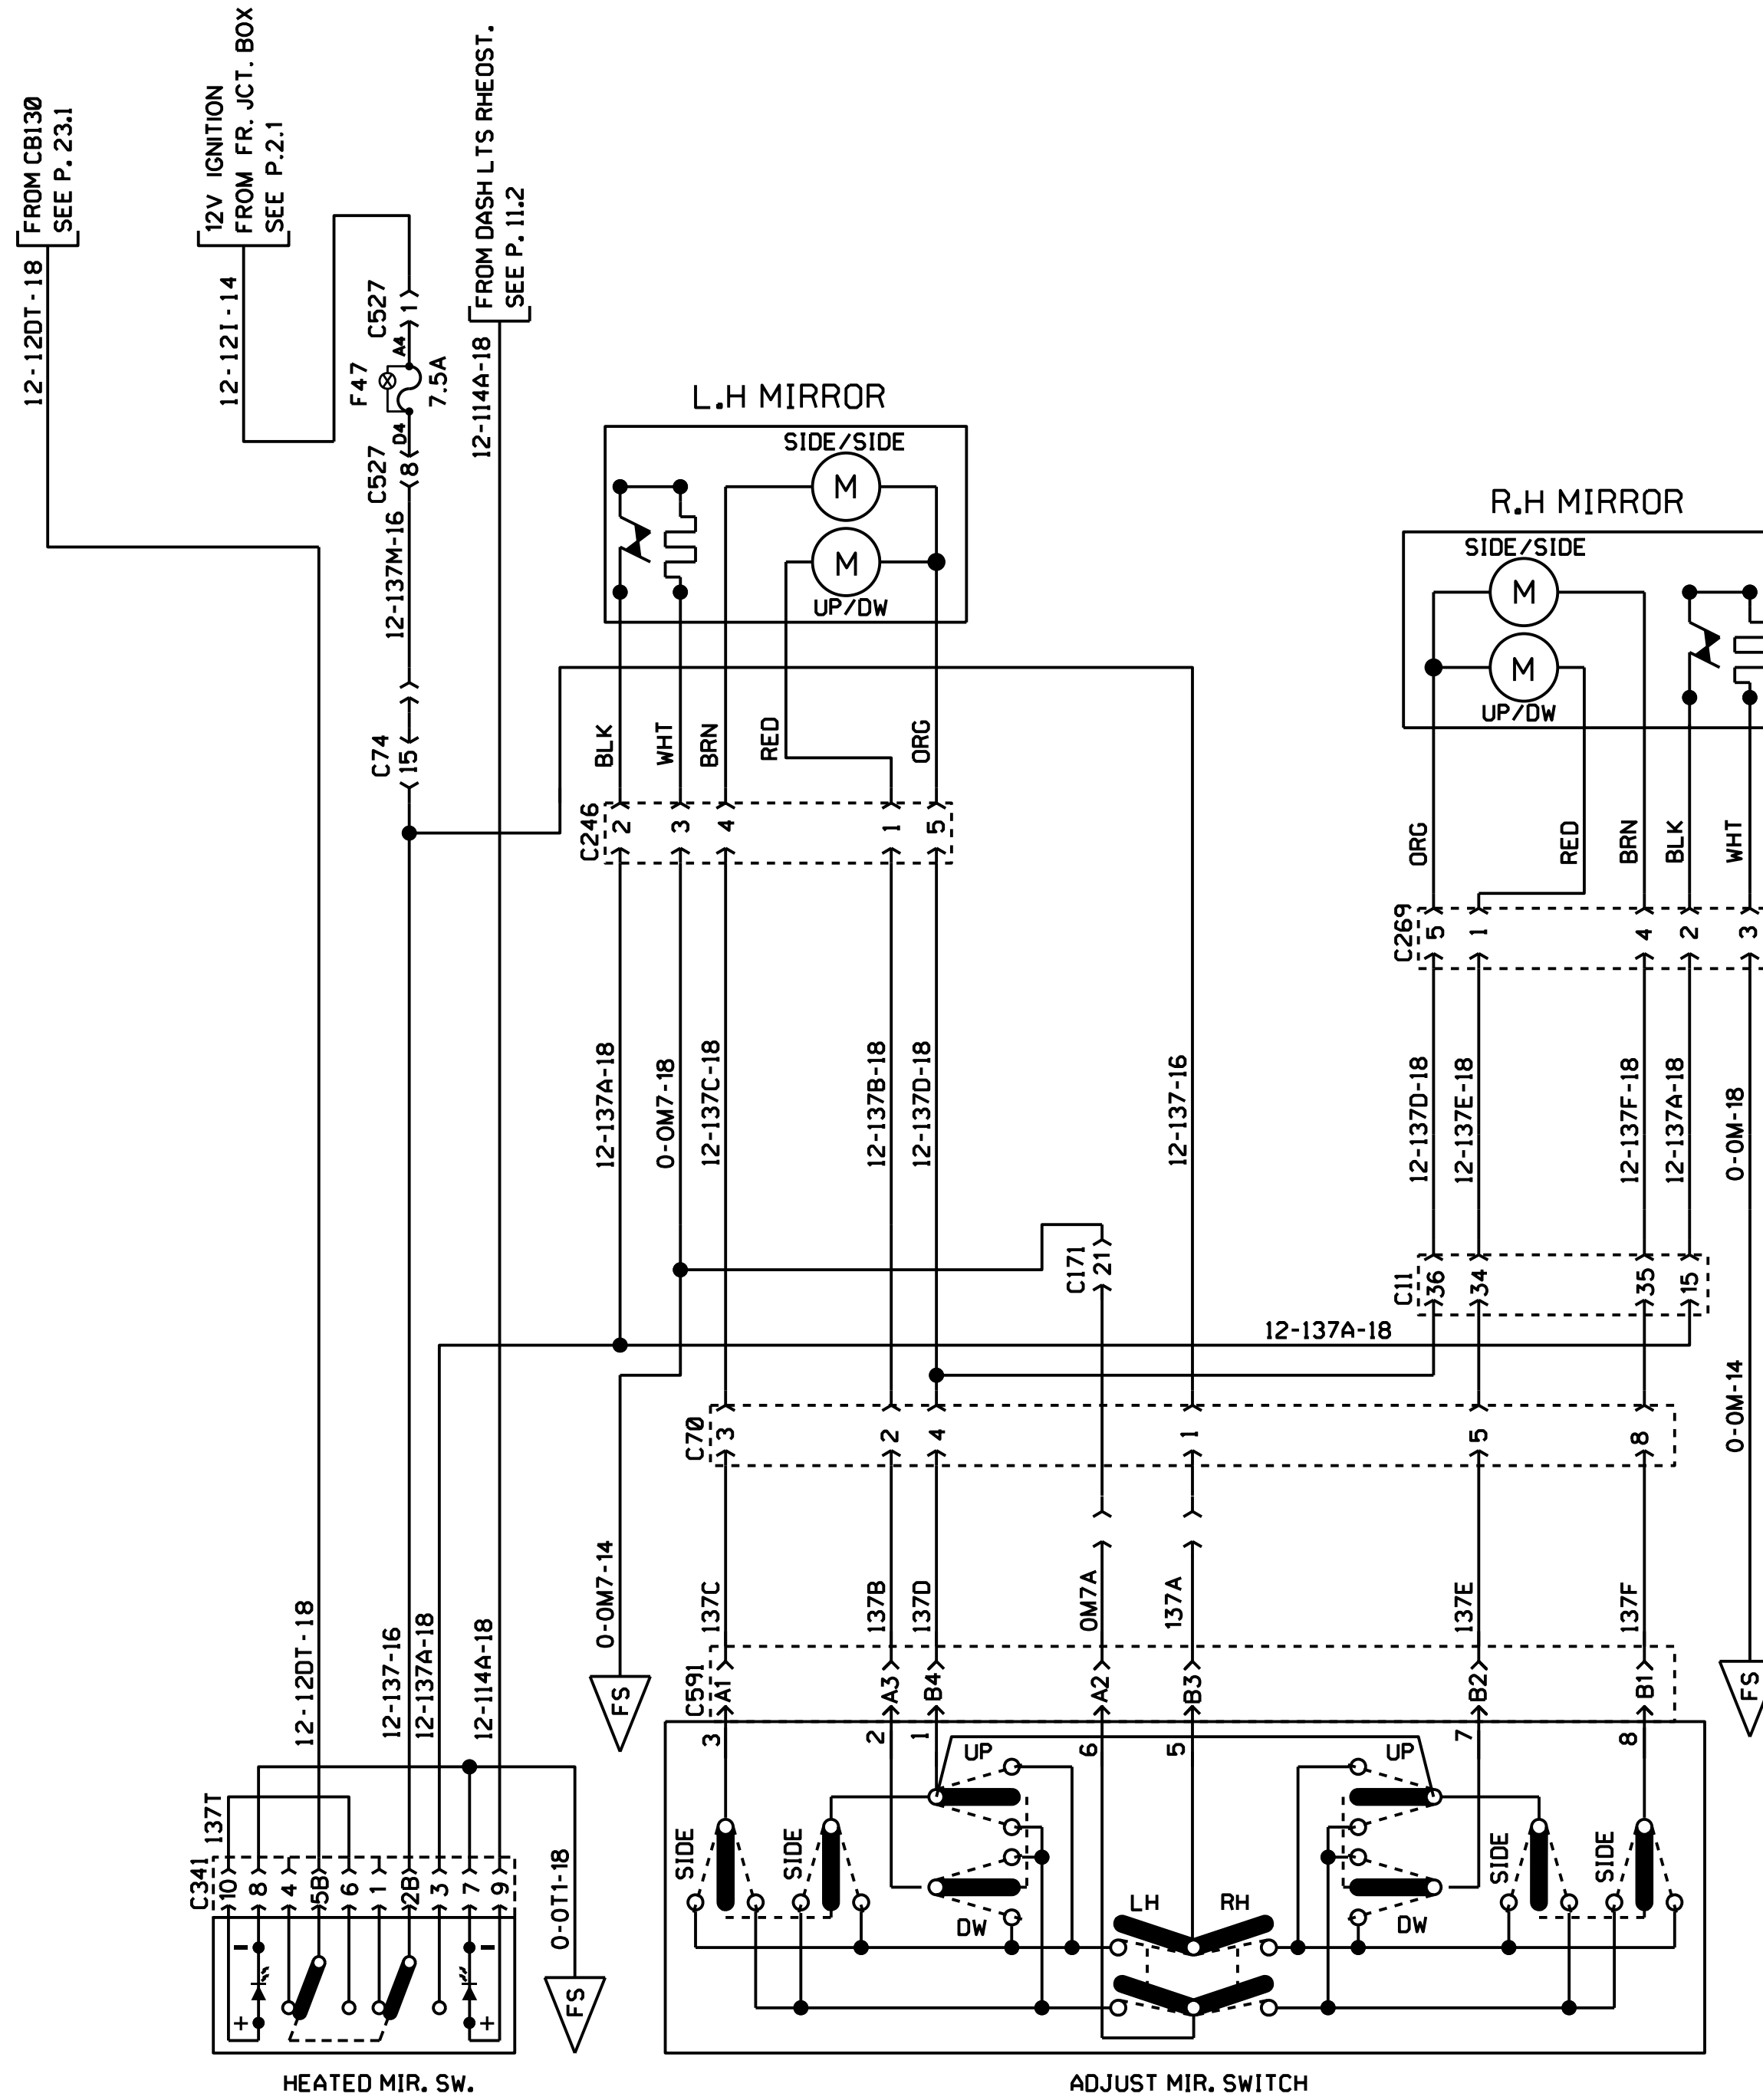 FROM CB130
SEE P. 23.1
12-12DT-18
12V IGNITION
FROM FR. JCT. BOX
SEE P.2.1
12-12I-14
C527
1
A4
F47
7.5A
D4
C527
8
12-137M-16
C74
15
FROM DASH LTS RHEOST.
SEE P. 11.2
12-114A-18
L.H MIRROR
SIDE/SIDE
M
M
UP/DW
BLK
WHT
BRN
RED
ORG
C246
2
3
4
1
5
12-137A-18
0-0M7-18
12-137C-18
12-137B-18
12-137D-18
12-137-16
R.H MIRROR
SIDE/SIDE
M
M
UP/DW
ORG
RED
BRN
BLK
WHT
C269
5
1
4
2
3
12-137D-18
12-137E-18
12-137F-18
12-137A-18
0-0M-18
C171
21
C11
36
34
35
15
12-137A-18
0-0M-14
C70
3
2
4
1
5
8
0-0M7-14
FS
137C
137B
137D
0M7A
137A
137E
137F
FS
C591
A1
A3
B4
A2
B3
B2
B1
3
2
1
6
5
7
8
12-12DT-18
12-137-16
12-137A-18
12-114A-18
137T
C341
10
8
4
5B
6
1
2B
3
7
9
0-0T1-18
FS
-
-
+
+
HEATED MIR. SW.
UP
UP
SIDE
SIDE
SIDE
SIDE
DW
DW
LH
RH
ADJUST MIR. SWITCH